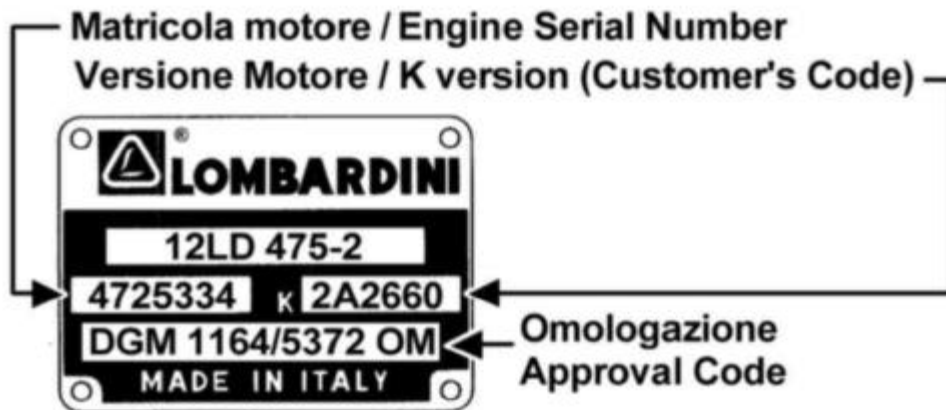 Matricola motore / Engine Serial Number
Versione Motore / K version (Customer's Code)
® LOMBARDINI
12LD 475-2
4725334 K 2A2660
DGM 1164/5372 OM
Omologazione
Approval Code
MADE IN ITALY